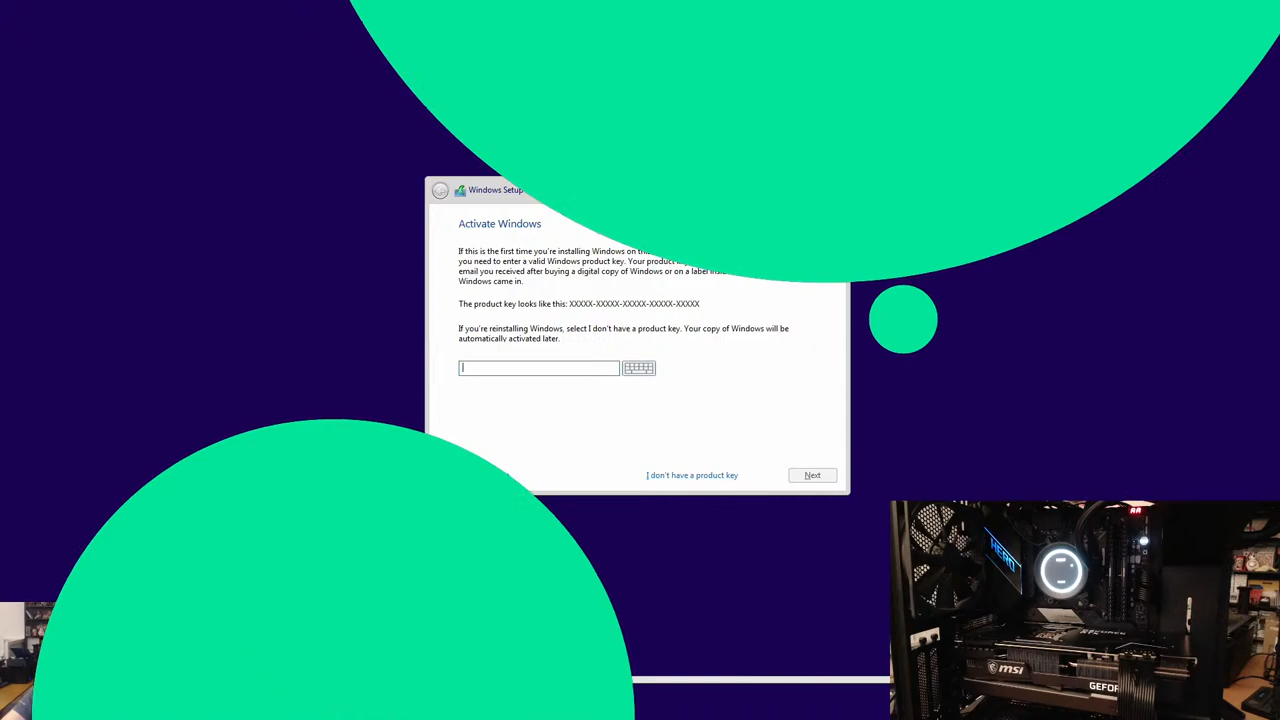 Windows Setup
Activate Windows
If this is the first time you're installing Windows on
you need to enter a valid Windows product key. Your product
email you received after buying a digital copy of Windows or on a label
Windows came in.
The product key looks like this: XXXXX-XXXXX-XXXXX-XXXXX-XXXXX
If you're reinstalling Windows, select I don't have a product key. Your copy of Windows will be
automatically activated later.
I don't have a product key
Next
AA
HERO
msi